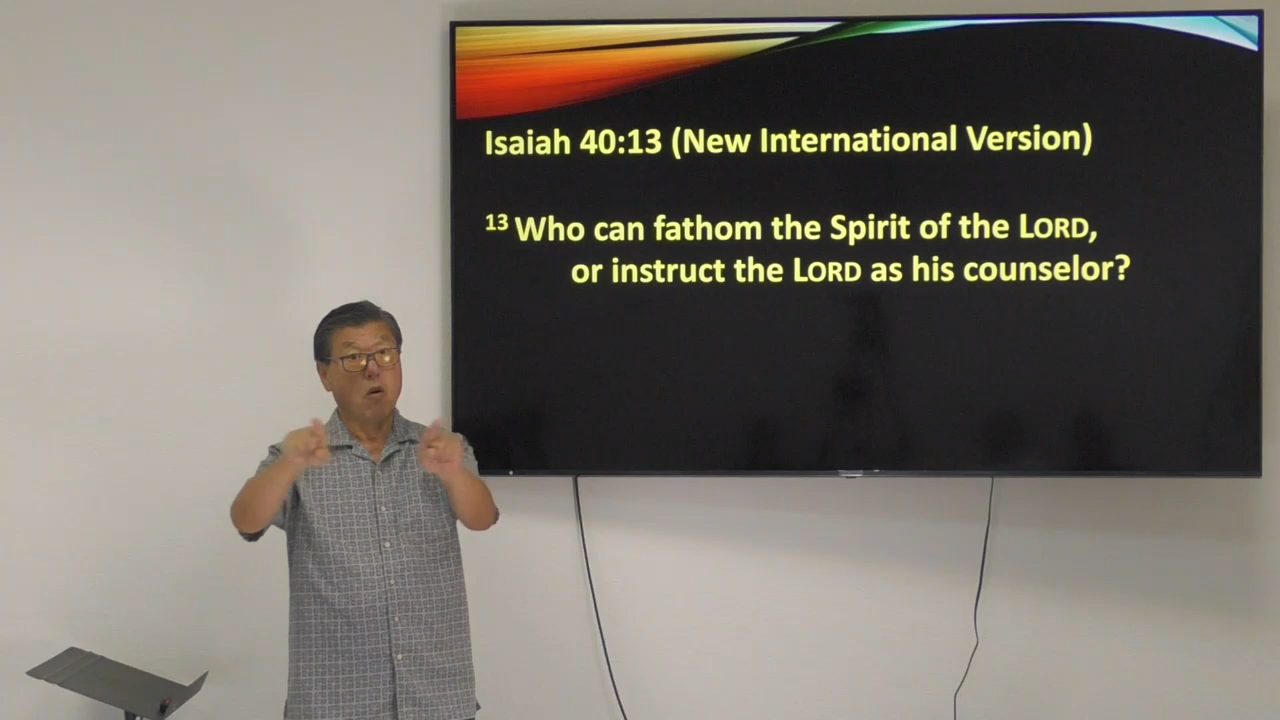 Isaiah 40:13 (New International Version)
13 Who can fathom the Spirit of the LORD,
or instruct the LORD as his counselor?